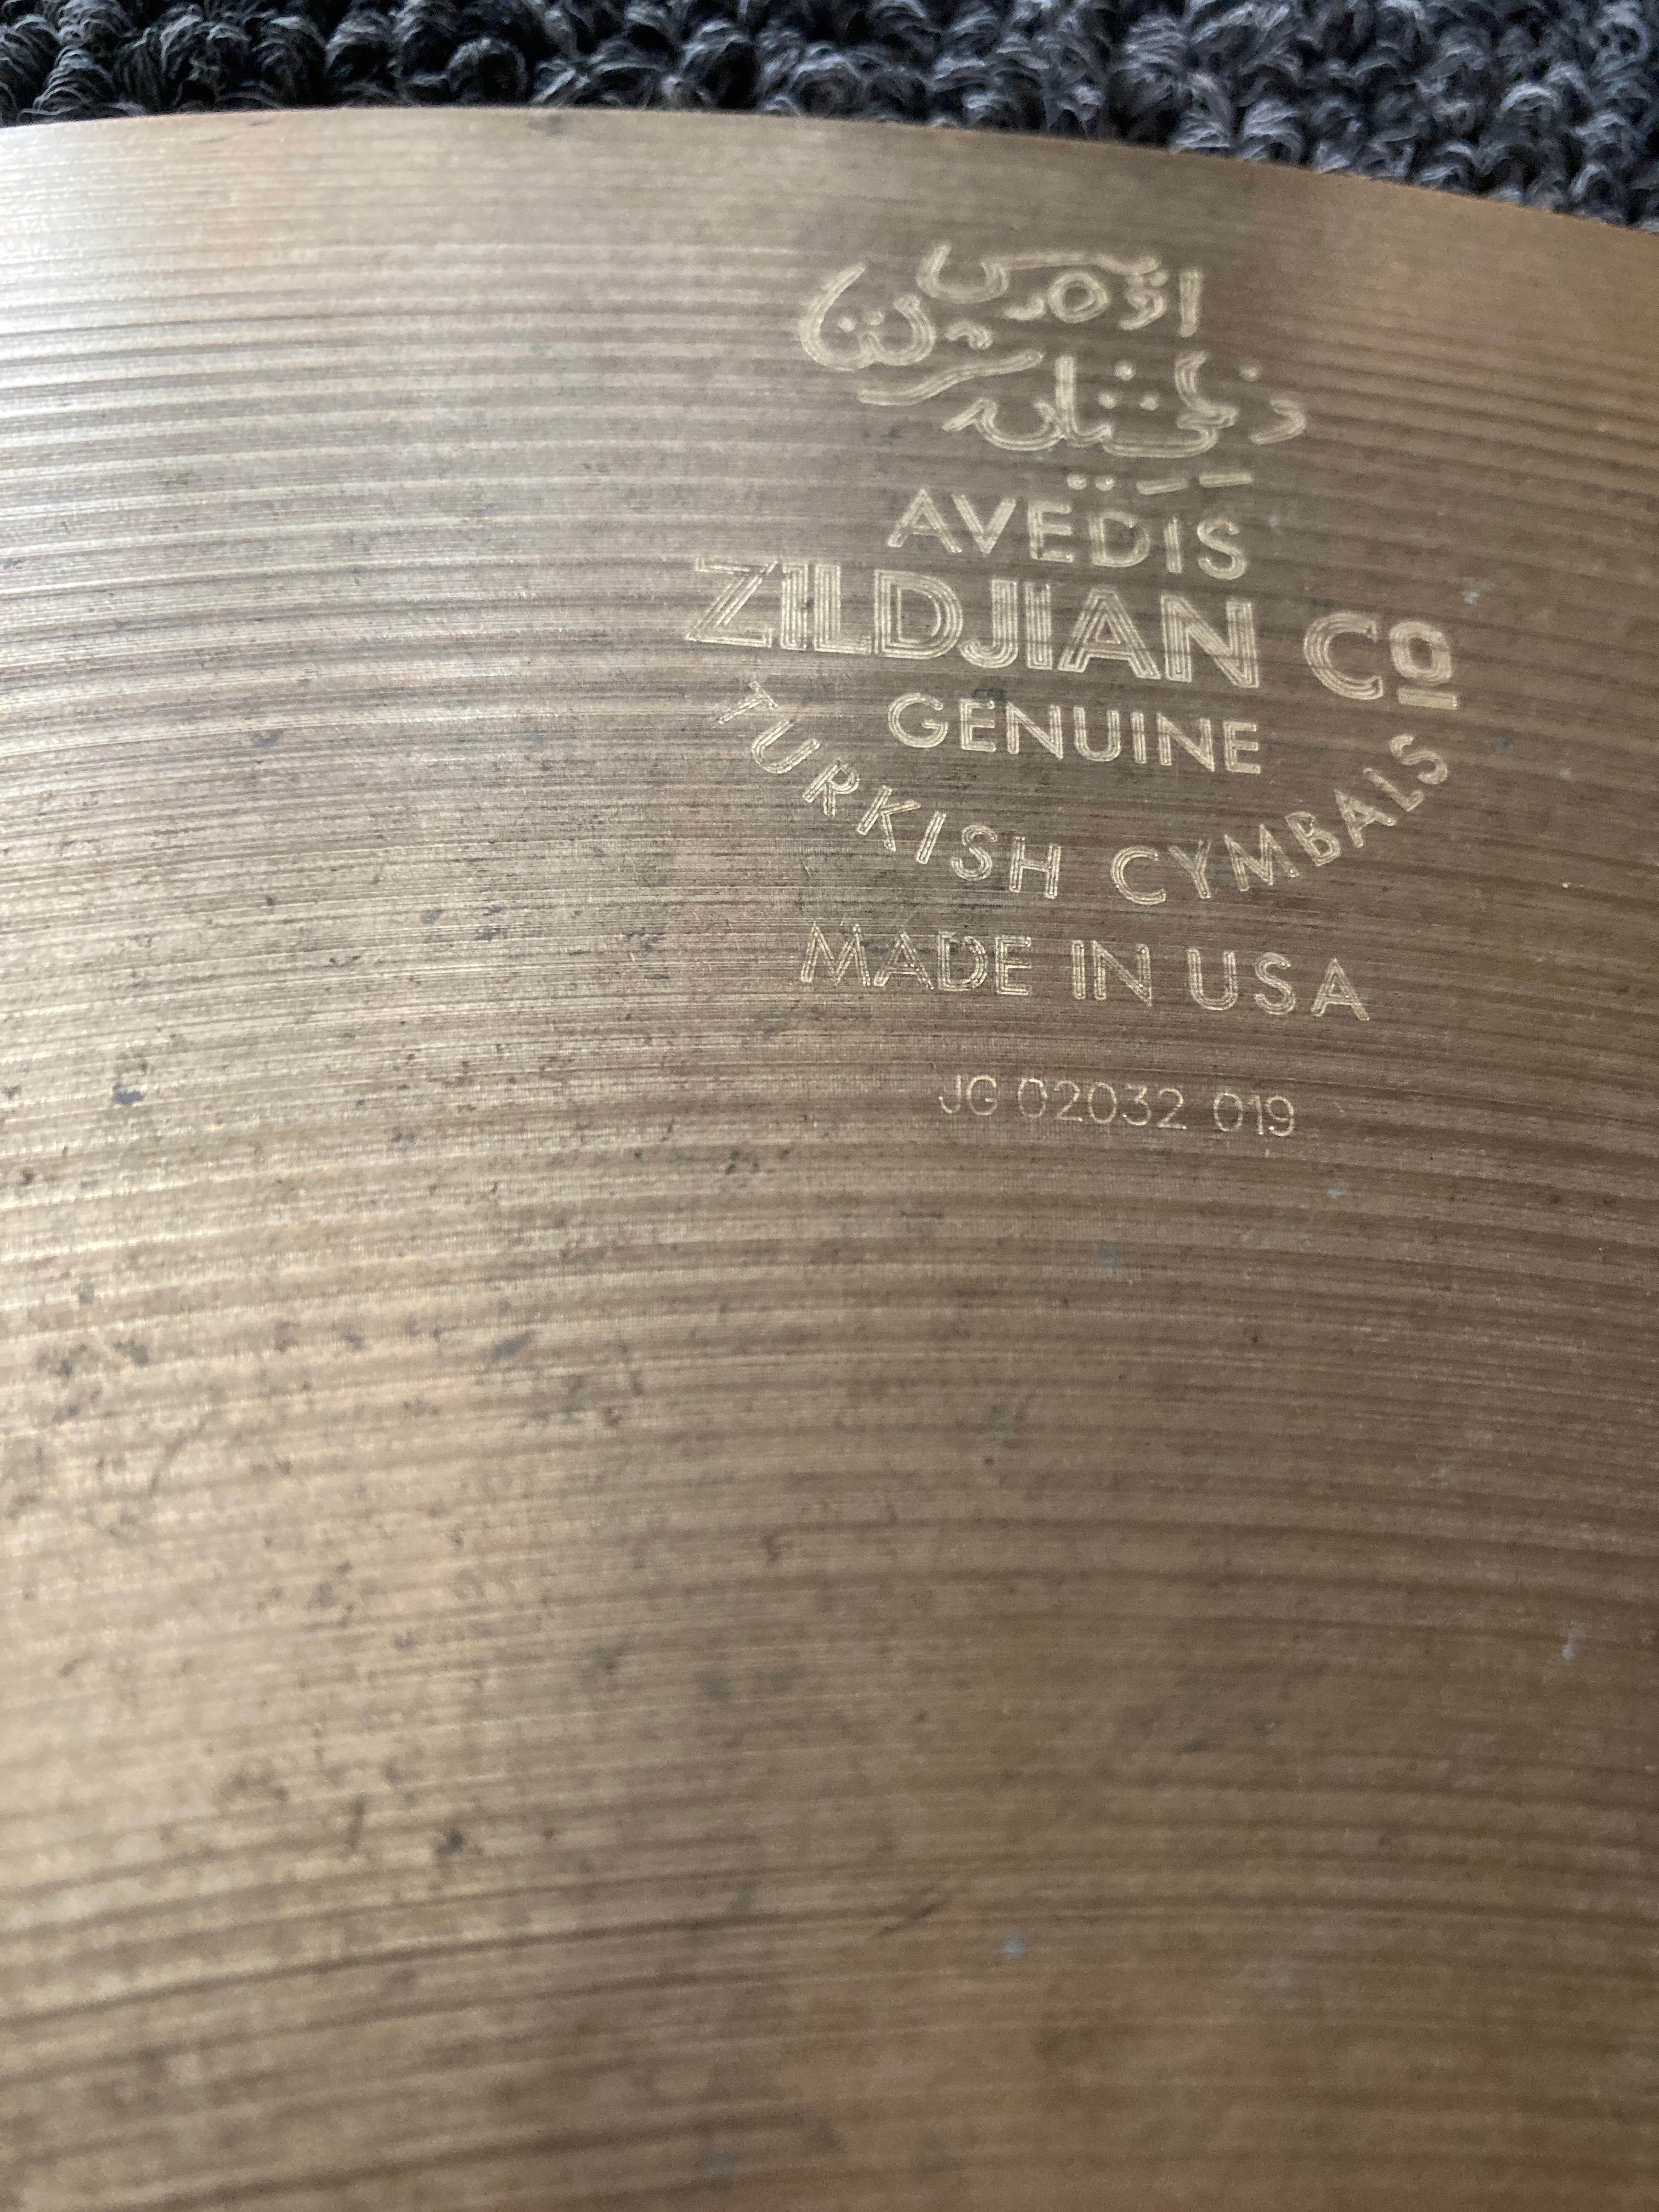 AVEDIS
ZILDJIAN Cº
GENUINE
TURKISH CYMBALS
MADE IN USA
JG 02032 019